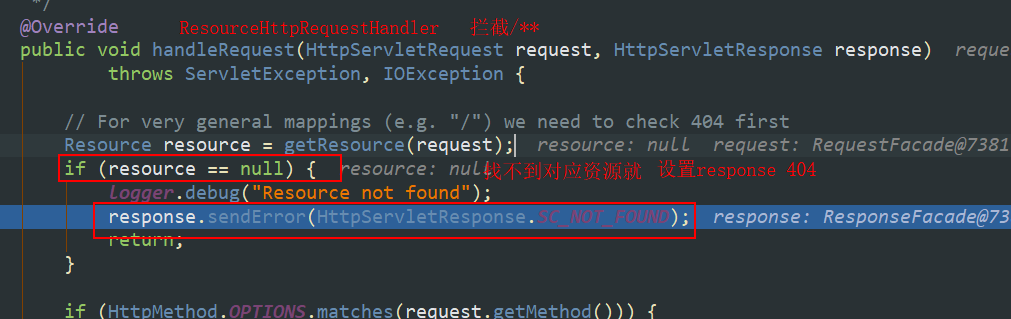 */
@Override ResourceHttpRequestHandler 拦截/**
public void handleRequest(HttpServletRequest request, HttpServletResponse response) reque
throws ServletException, IOException {
// For very general mappings (e.g. "/") we need to check 404 first
Resource resource = getResource(request); resource: null request: RequestFacade@7381
if (resource == null) { resource: null 找不到对应资源就 设置response 404
logger.debug("Resource not found");
response.sendError(HttpServletResponse.SC_NOT_FOUND); response: ResponseFacade@73
return;
}
if (HttpMethod.OPTIONS.matches(request.getMethod())) {